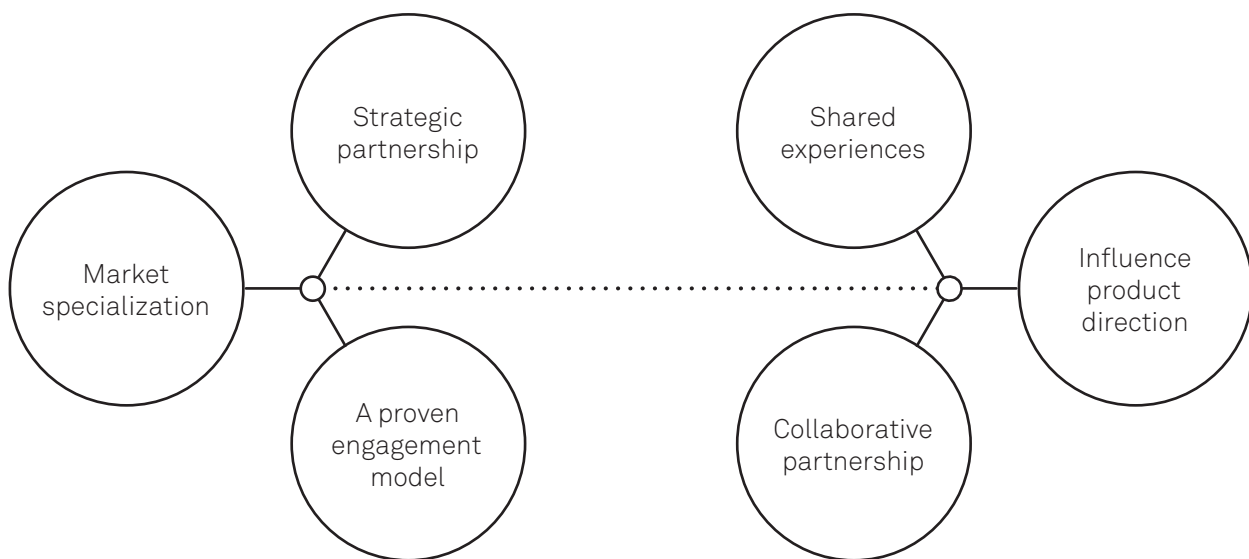 Strategic
partnership
Shared
experiences
Market
specialization
Influence
product
direction
A proven
engagement
model
Collaborative
partnership